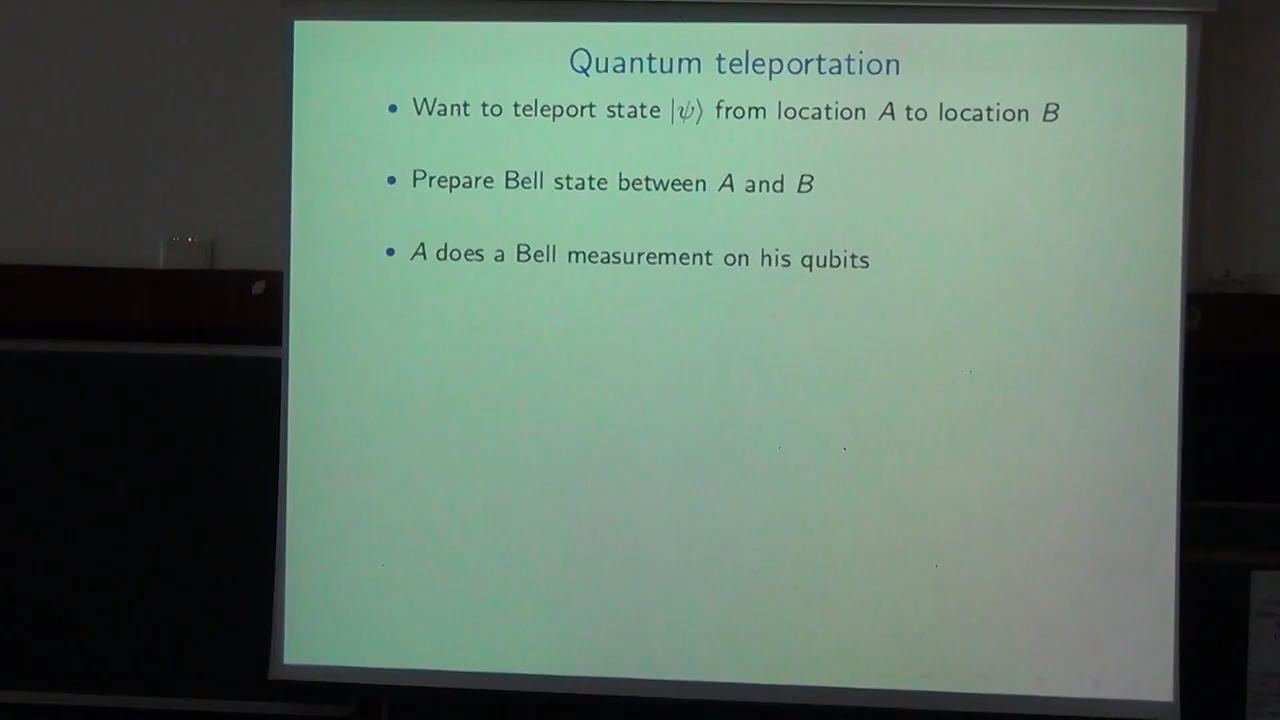 Quantum teleportation
• Want to teleport state |ψ⟩ from location A to location B
• Prepare Bell state between A and B
• A does a Bell measurement on his qubits